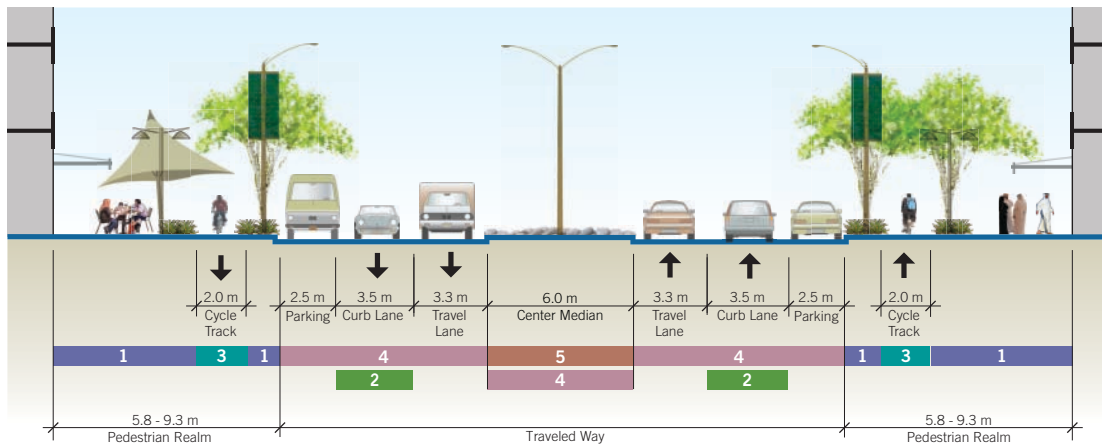 2.0 m
Cycle
Track
2.5 m
Parking
3.5 m
Curb Lane
3.3 m
Travel
Lane
6.0 m
Center Median
3.3 m
Travel
Lane
3.5 m
Curb Lane
2.5 m
Parking
2.0 m
Cycle
Track
1 3 1 4 5 4 1 3 1
2 4 2
5.8 - 9.3 m
Pedestrian Realm
Traveled Way
5.8 - 9.3 m
Pedestrian Realm